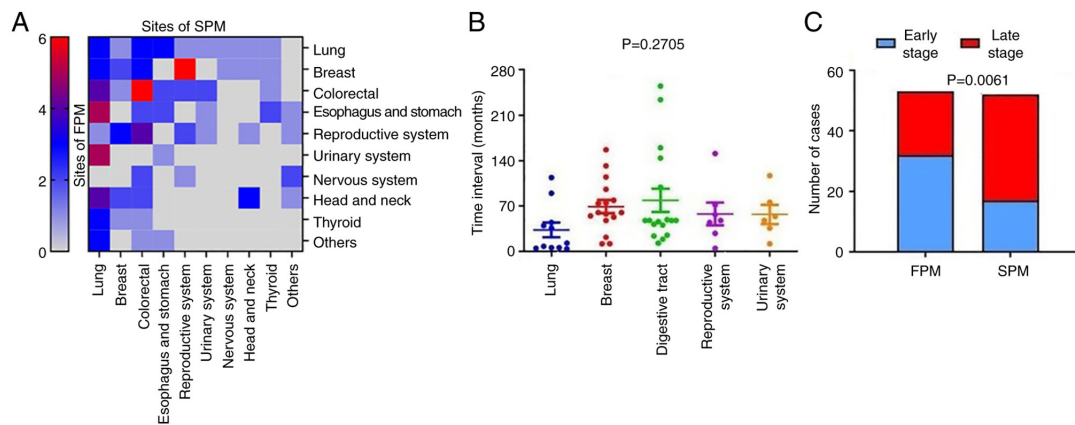 A
Sites of SPM
6
4
2
0
Sites of FPM
Lung
Breast
Colorectal
Esophagus and stomach
Reproductive system
Urinary system
Nervous system
Head and neck
Thyroid
Others
Lung
Breast
Colorectal
Esophagus and stomach
Reproductive system
Urinary system
Nervous system
Head and neck
Thyroid
Others
B
P=0.2705
Time interval (months)
280
210
140
70
0
Lung
Breast
Digestive tract
Reproductive
system
Urinary
system
C
Early
stage
Late
stage
P=0.0061
Number of cases
60
40
20
0
FPM
SPM